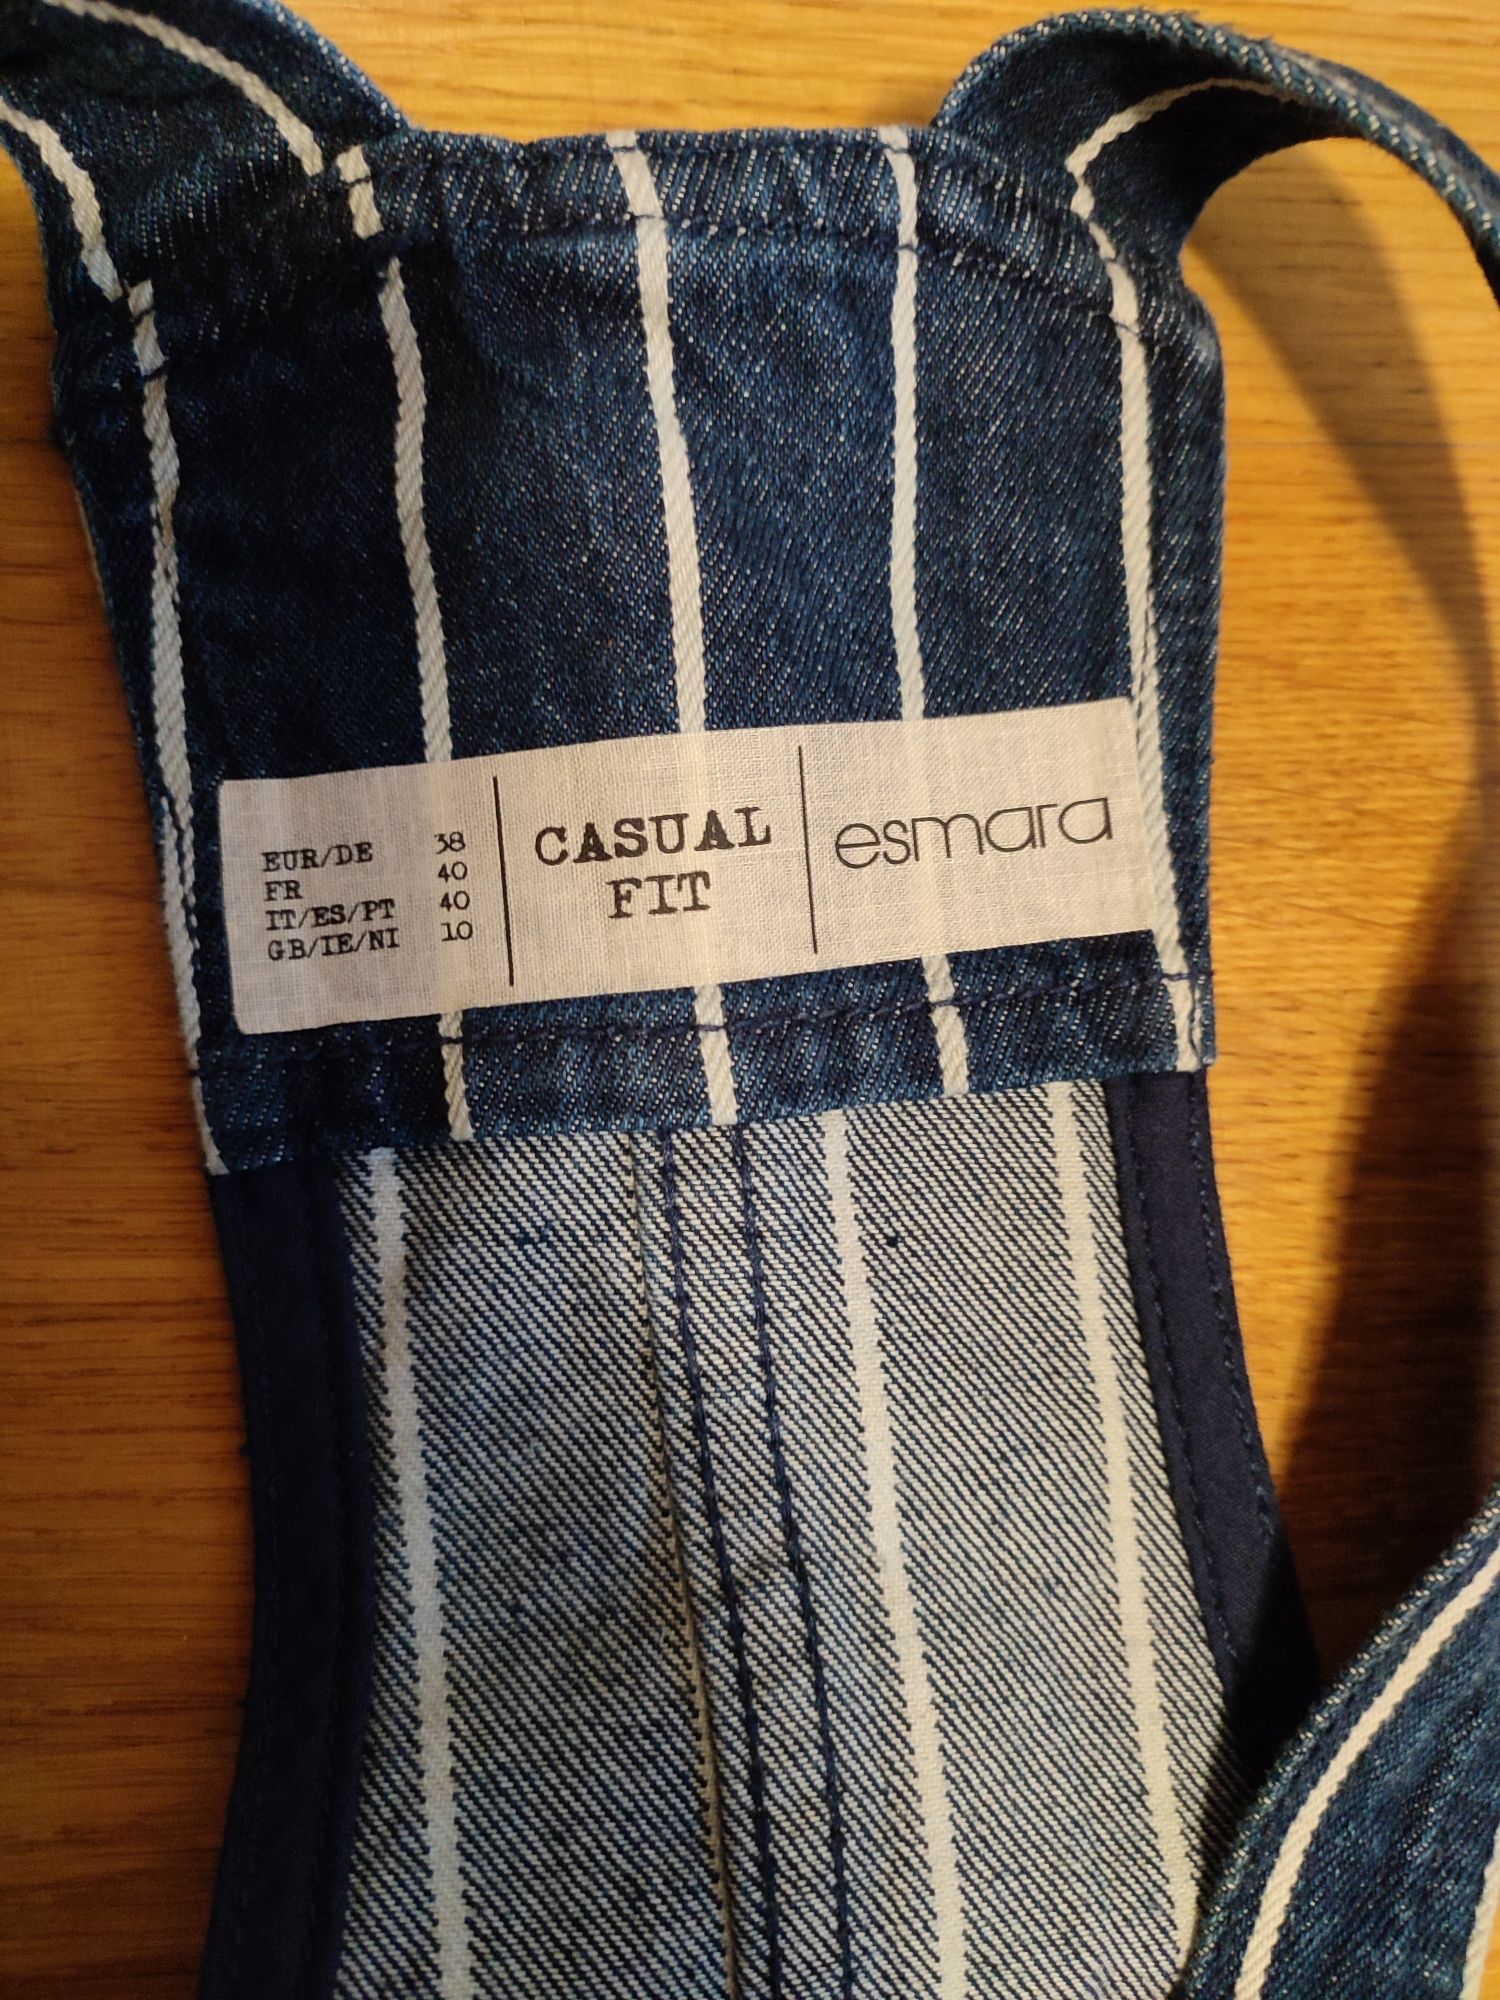 EUR/DE 38
FR 40
IT/ES/PT 40
GB/IE/NI 10
CASUAL
FIT
esmara